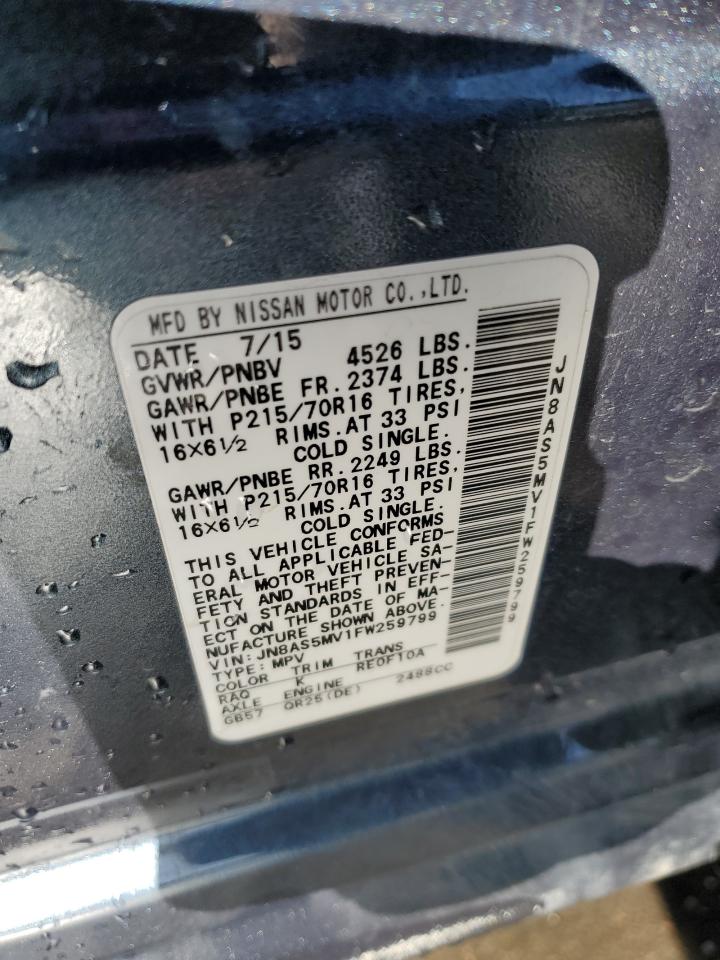 MFD BY NISSAN MOTOR CO.,LTD.
DATE 7/15
GVWR/PNBV 4526 LBS.
GAWR/PNBE FR. 2374 LBS.
WITH P215/70R16 TIRES,
16×6½ RIMS.AT 33 PSI
COLD SINGLE.
GAWR/PNBE RR. 2249 LBS.
WITH P215/70R16 TIRES,
16×6½ RIMS.AT 33 PSI
COLD SINGLE.
THIS VEHICLE CONFORMS
TO ALL APPLICABLE FED-
ERAL MOTOR VEHICLE SA-
FETY AND THEFT PREVEN-
TION STANDARDS IN EFF-
ECT ON THE DATE OF MA-
NUFACTURE SHOWN ABOVE.
VIN: JN8AS5MV1FW259799
TYPE: MPV
COLOR TRIM TRANS
RAQ K RE0F10A
AXLE ENGINE
GB57 QR25(DE) 2488CC
JN8AS5MV1FW259799